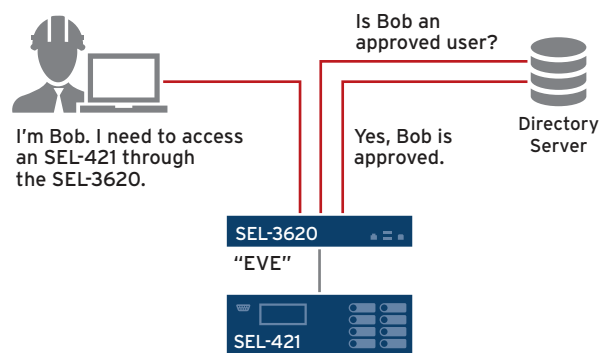 Is Bob an
approved user?
I'm Bob. I need to access
an SEL-421 through
the SEL-3620.
Yes, Bob is
approved.
Directory
Server
SEL-3620
“EVE”
SEL-421